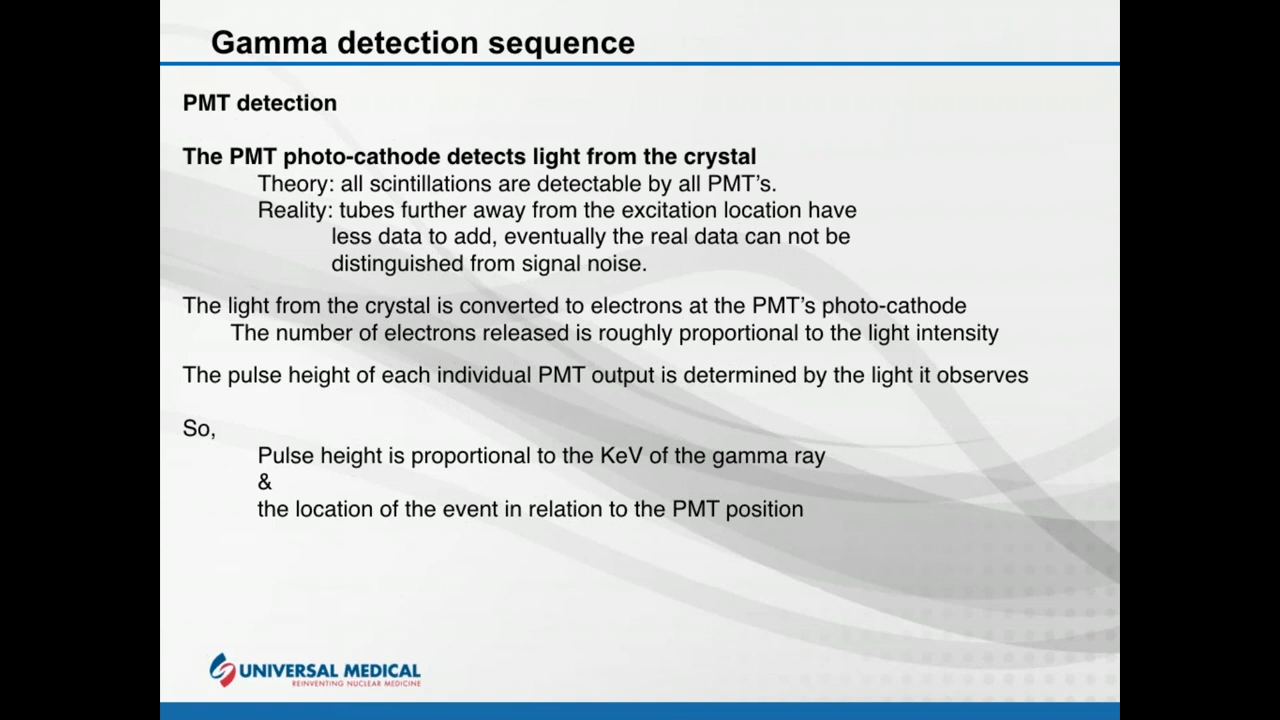 Gamma detection sequence
PMT detection
The PMT photo-cathode detects light from the crystal
Theory: all scintillations are detectable by all PMT's.
Reality: tubes further away from the excitation location have
less data to add, eventually the real data can not be
distinguished from signal noise.
The light from the crystal is converted to electrons at the PMT's photo-cathode
The number of electrons released is roughly proportional to the light intensity
The pulse height of each individual PMT output is determined by the light it observes
So,
Pulse height is proportional to the KeV of the gamma ray
&
the location of the event in relation to the PMT position
UNIVERSAL MEDICAL
REINVENTING NUCLEAR MEDICINE